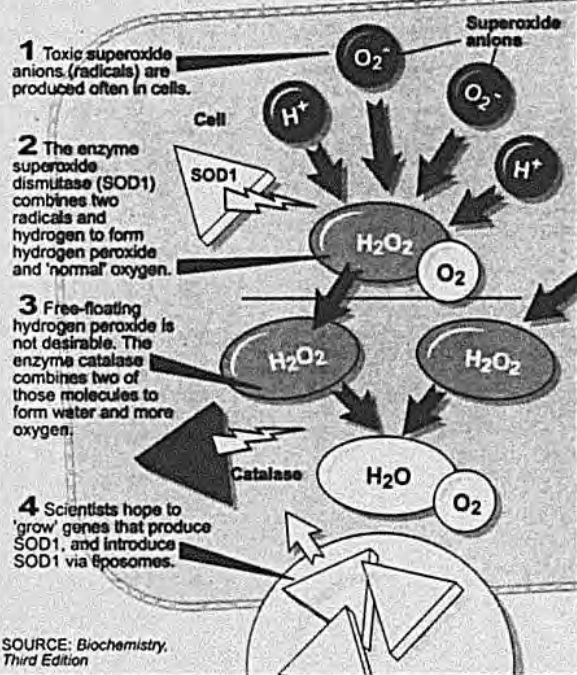 1 Toxic superoxide
anions (radicals) are
produced often in cells.
Superoxide
anions
O₂⁻
O₂⁻
H⁺
H⁺
Cell
2 The enzyme
superoxide
dismutase (SOD1)
combines two
radicals and
hydrogen to form
hydrogen peroxide
and 'normal' oxygen.
SOD1
H₂O₂
O₂
3 Free-floating
hydrogen peroxide is
not desirable. The
enzyme catalase
combines two of
those molecules to
form water and more
oxygen.
H₂O₂
H₂O₂
Catalase
H₂O
O₂
4 Scientists hope to
'grow' genes that produce
SOD1, and introduce
SOD1 via liposomes.
SOURCE: Biochemistry,
Third Edition